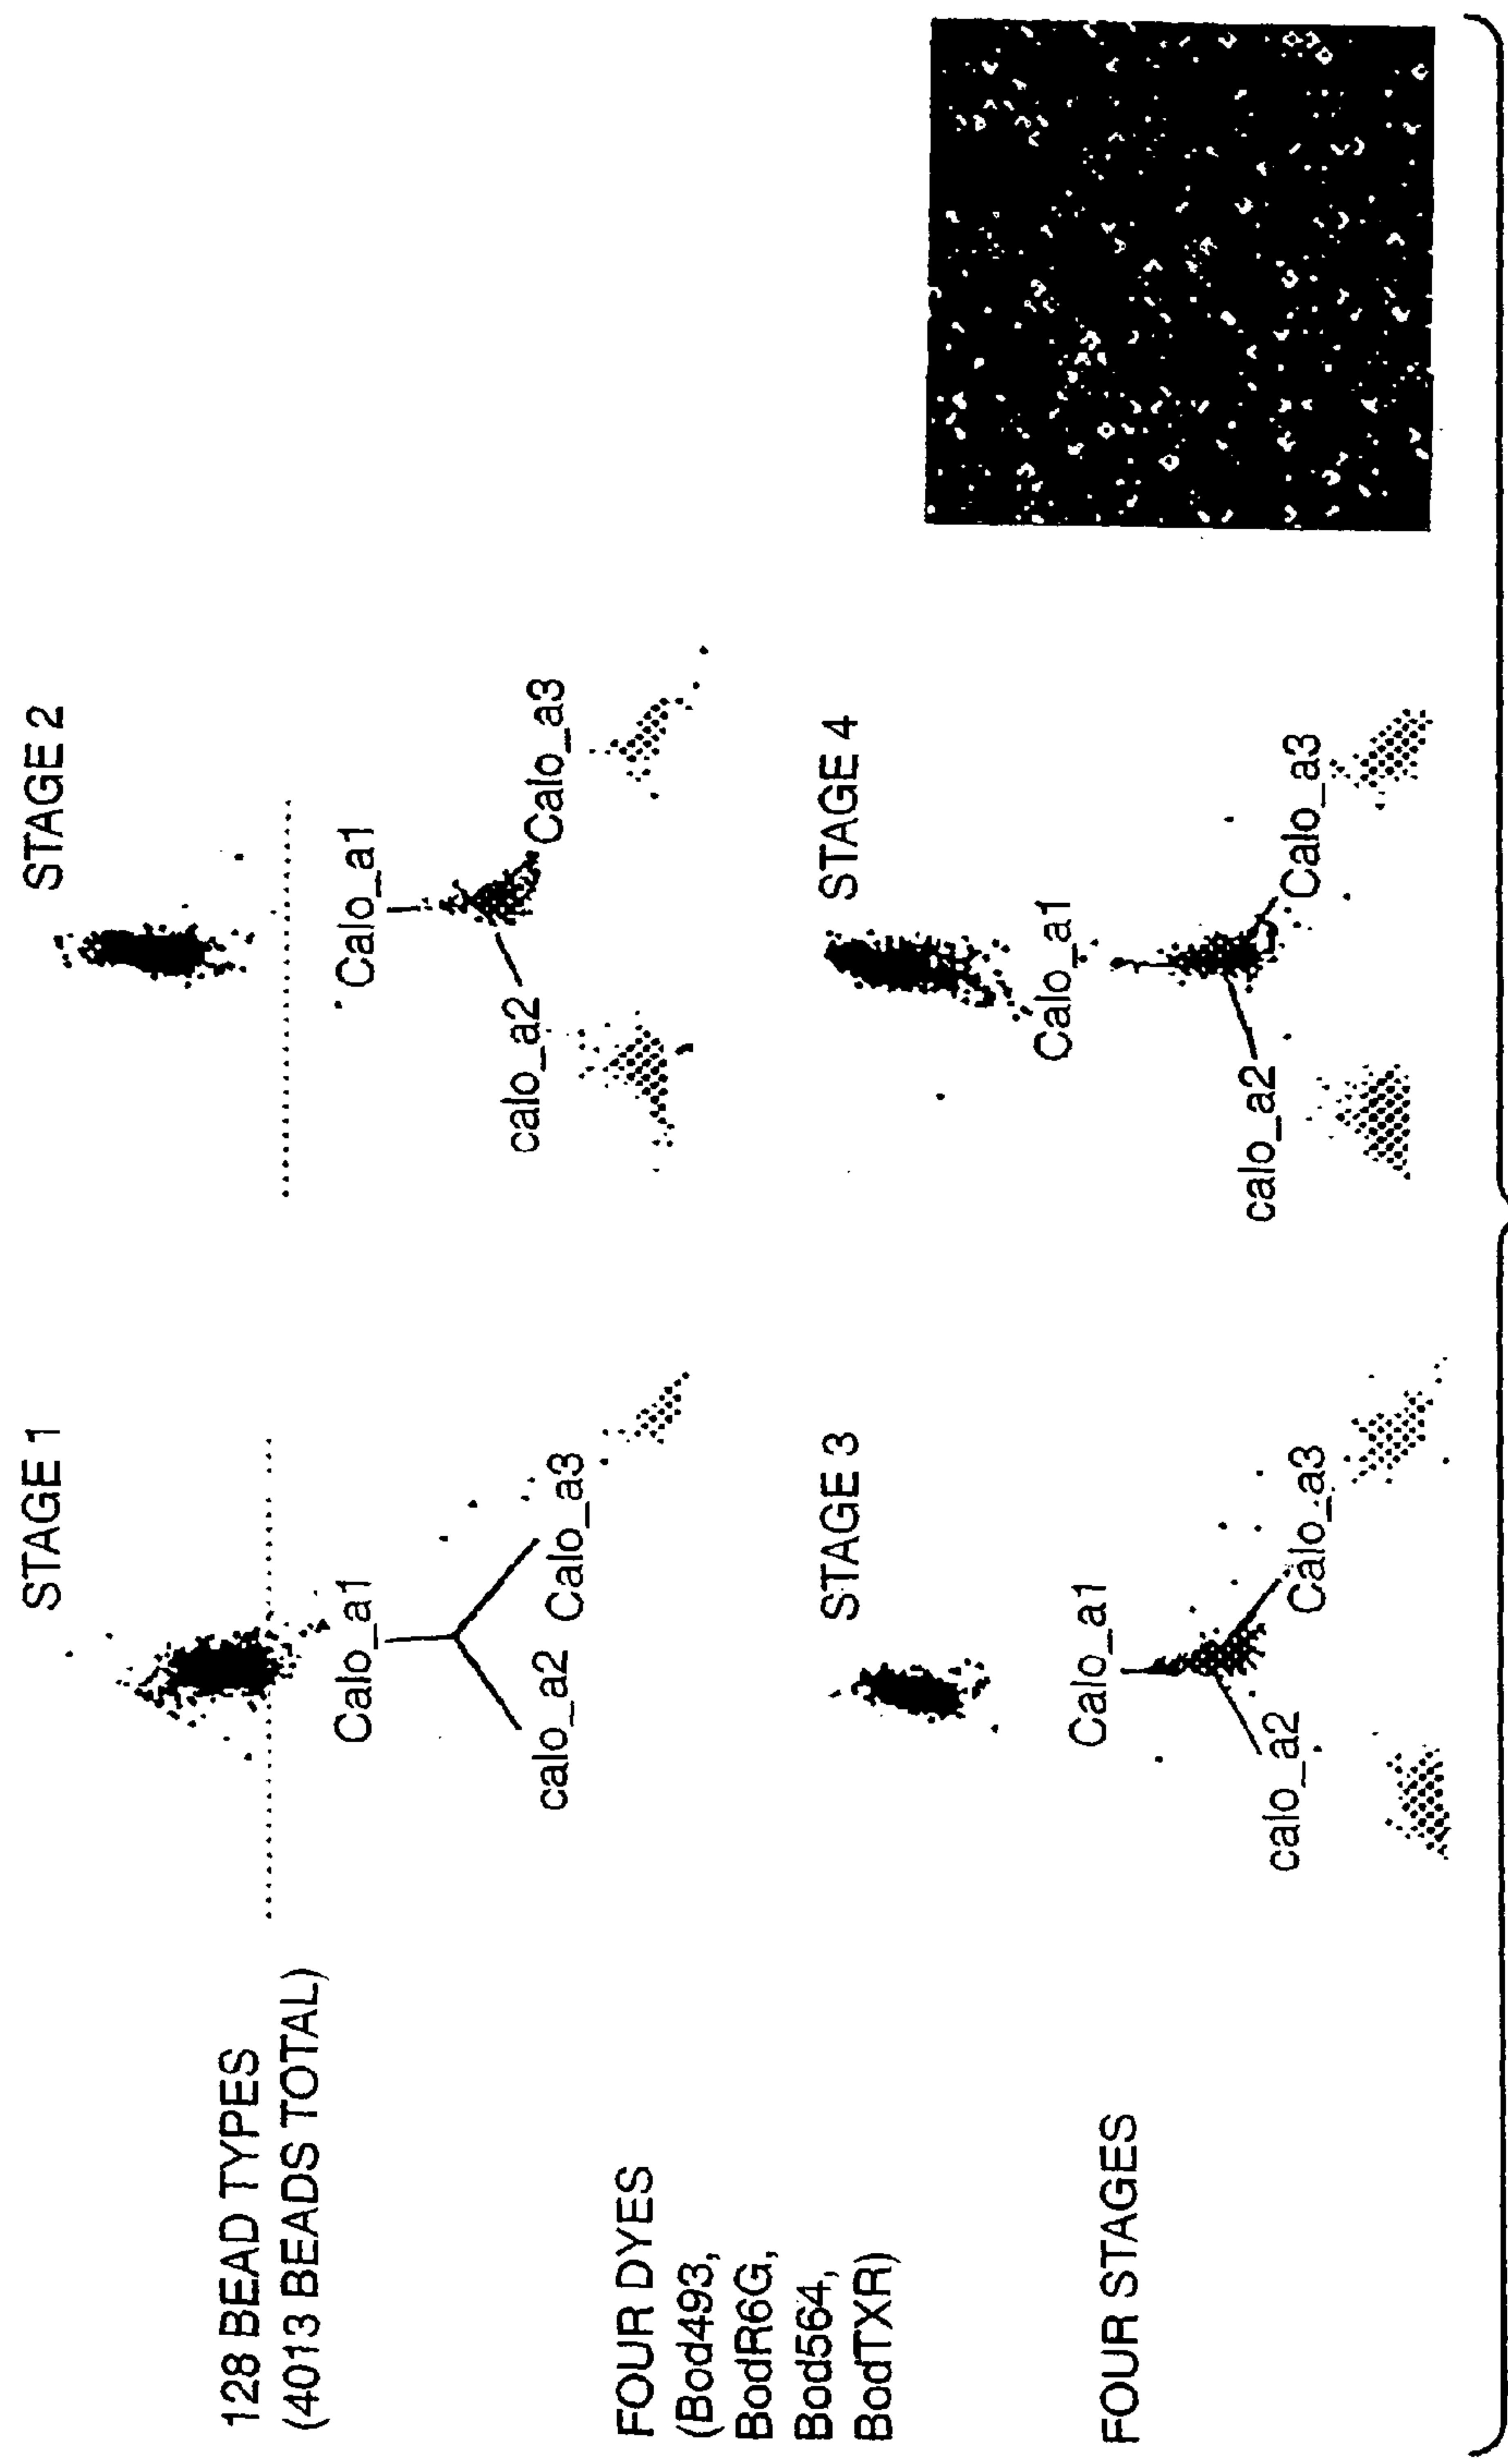 128 BEAD TYPES
(4013 BEADS TOTAL)
FOUR DYES
(Bod493,
BodR6G,
Bod564,
BodTXR)
FOUR STAGES
STAGE 1
Calo_a1
calo_a2
Calo_a3
STAGE 2
Calo_a1
calo_a2
Calo_a3
STAGE 3
Calo_a1
calo_a2
Calo_a3
STAGE 4
Calo_a1
calo_a2
Calo_a3